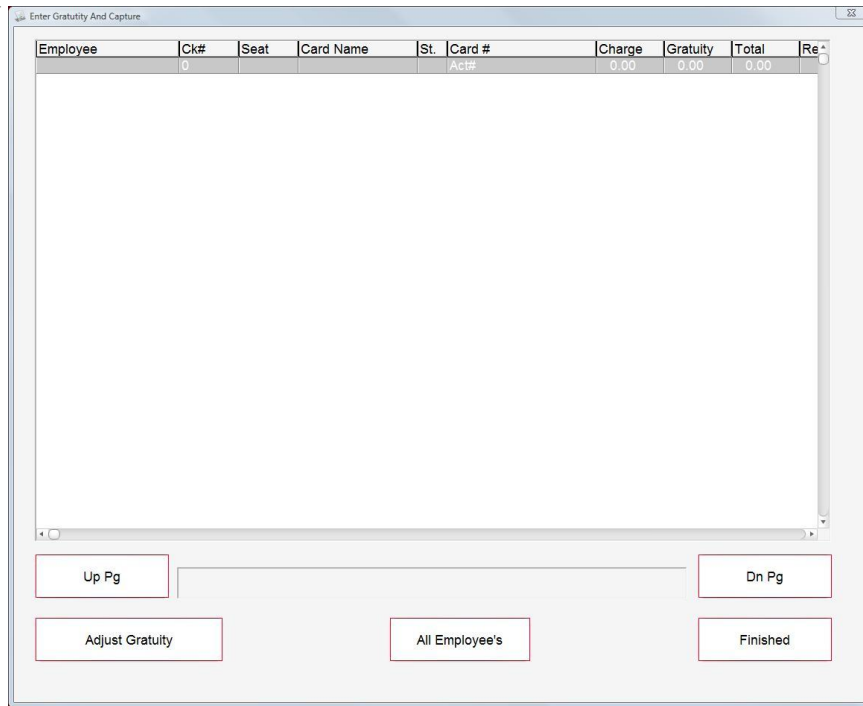 Enter Gratutity And Capture
Employee Ck# Seat Card Name St. Card # Charge Gratuity Total Re
0 Act# 0.00 0.00 0.00
Up Pg Dn Pg
Adjust Gratuity All Employee's Finished